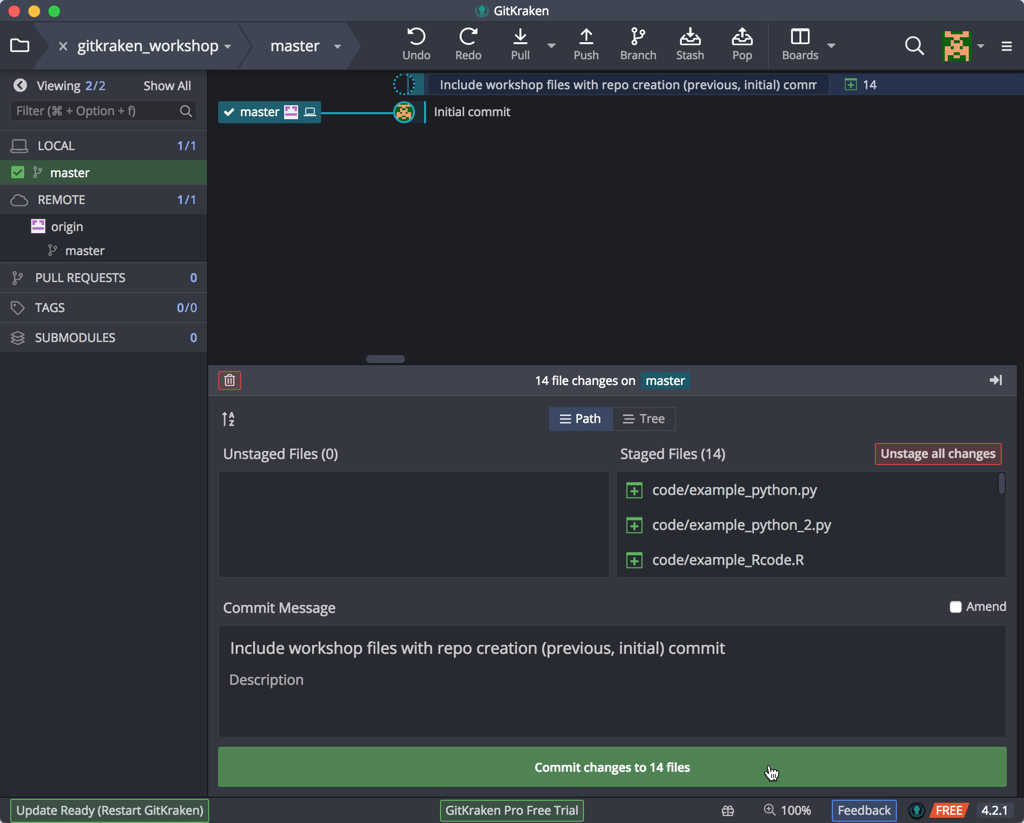 GitKraken
gitkraken_workshop
master
Undo
Redo
Pull
Push
Branch
Stash
Pop
Boards
Viewing 2/2
Show All
Filter (⌘ + Option + f)
LOCAL 1/1
master
REMOTE 1/1
origin
master
PULL REQUESTS 0
TAGS 0/0
SUBMODULES 0
Include workshop files with repo creation (previous, initial) comm
14
master
Initial commit
14 file changes on master
Path
Tree
Unstaged Files (0)
Staged Files (14)
Unstage all changes
code/example_python.py
code/example_python_2.py
code/example_Rcode.R
Commit Message
Amend
Include workshop files with repo creation (previous, initial) commit
Description
Commit changes to 14 files
Update Ready (Restart GitKraken)
GitKraken Pro Free Trial
100%
Feedback
FREE
4.2.1